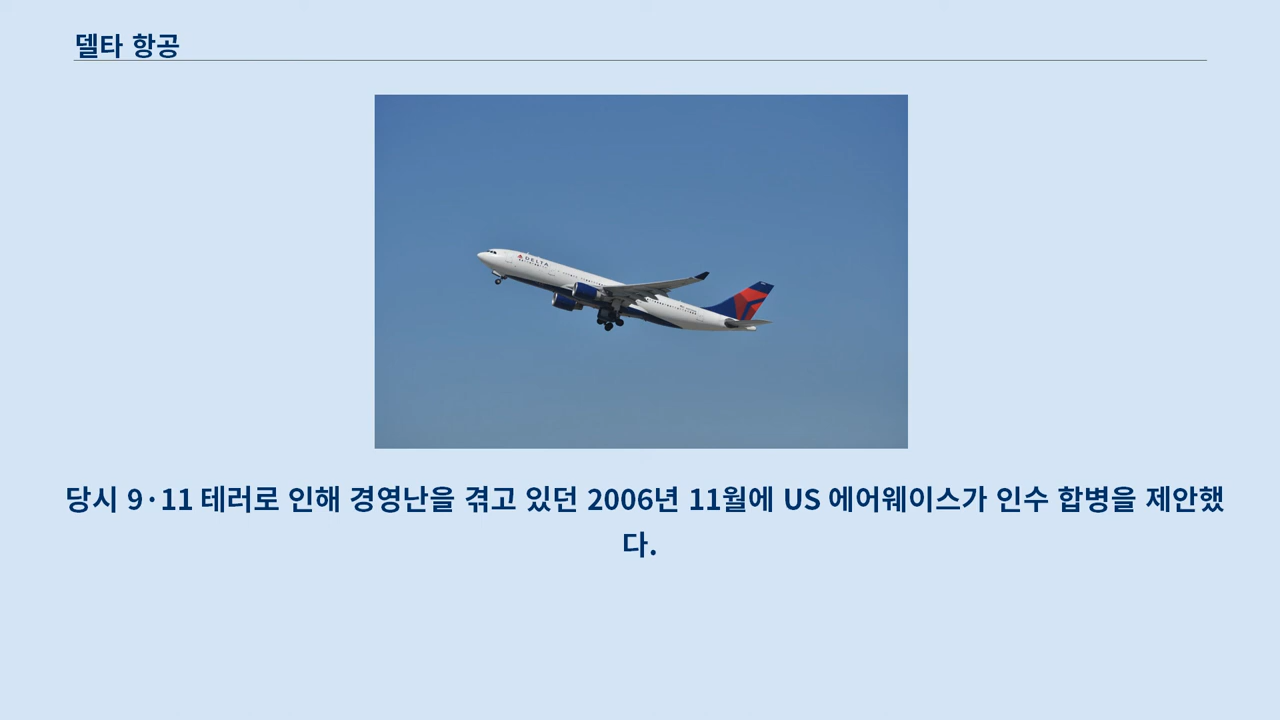 델타 항공
DELTA
당시 9·11 테러로 인해 경영난을 겪고 있던 2006년 11월에 US 에어웨이스가 인수 합병을 제안했
다.